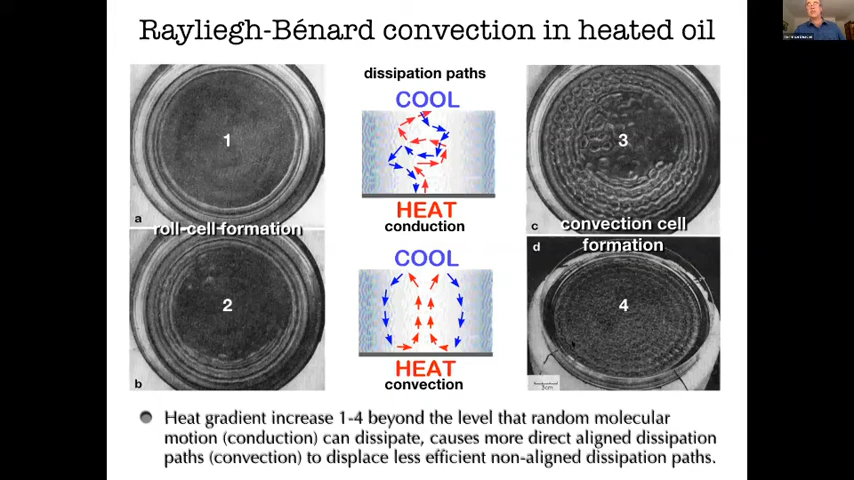 Rayliegh-Bénard convection in heated oil
dissipation paths
COOL
HEAT
conduction
COOL
HEAT
convection
1
a
roll-cell-formation
2
b
3
c
convection cell
formation
d
4
3cm
Heat gradient increase 1-4 beyond the level that random molecular
motion (conduction) can dissipate, causes more direct aligned dissipation
paths (convection) to displace less efficient non-aligned dissipation paths.